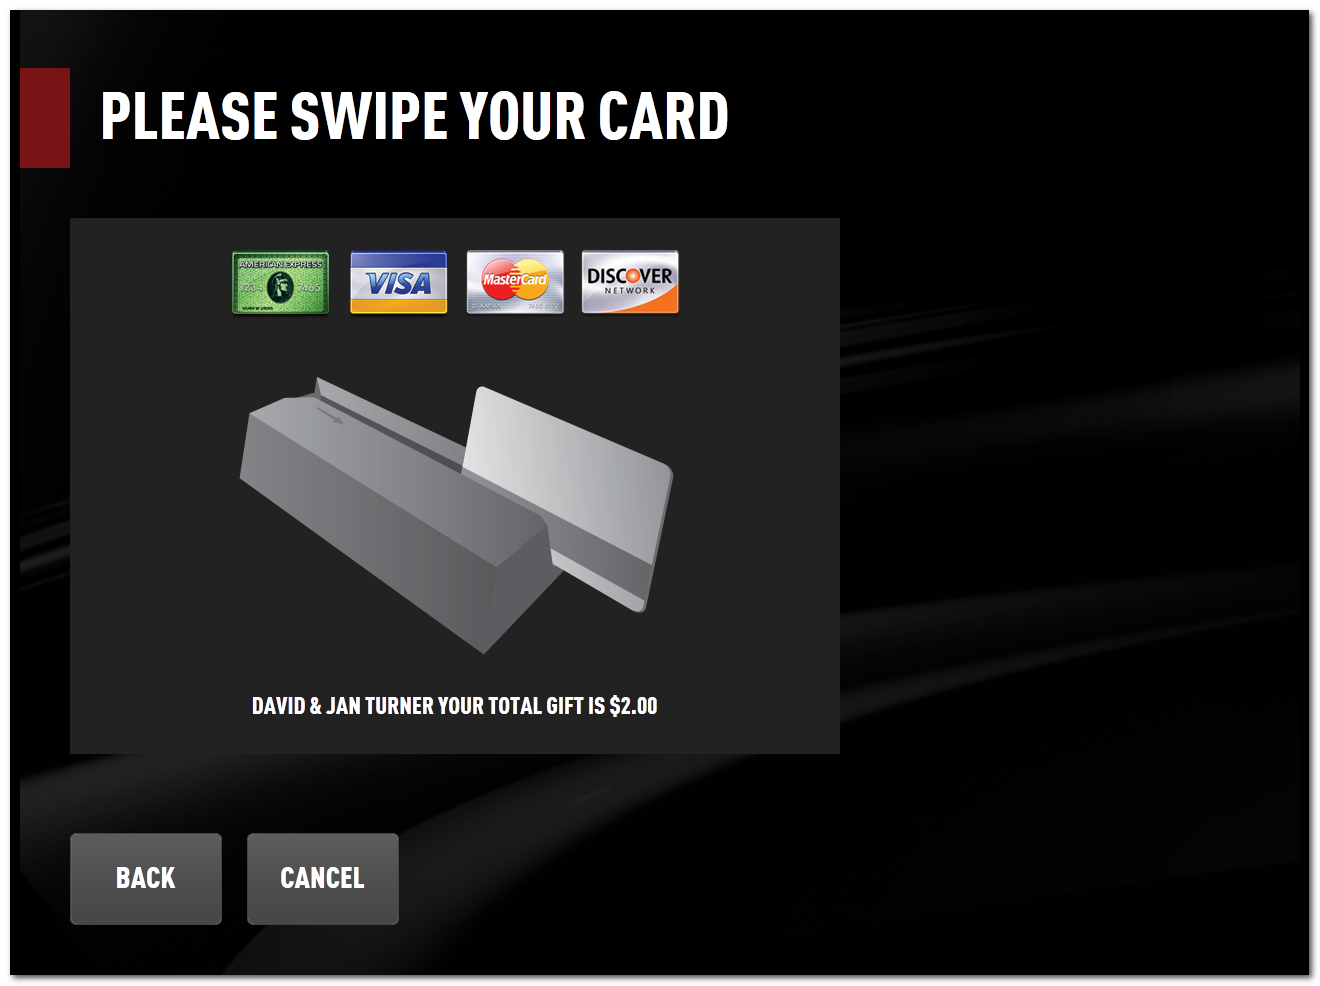 PLEASE SWIPE YOUR CARD
AMERICAN EXPRESS VISA MasterCard DISCOVER
NETWORK
DAVID & JAN TURNER YOUR TOTAL GIFT IS $2.00
BACK CANCEL